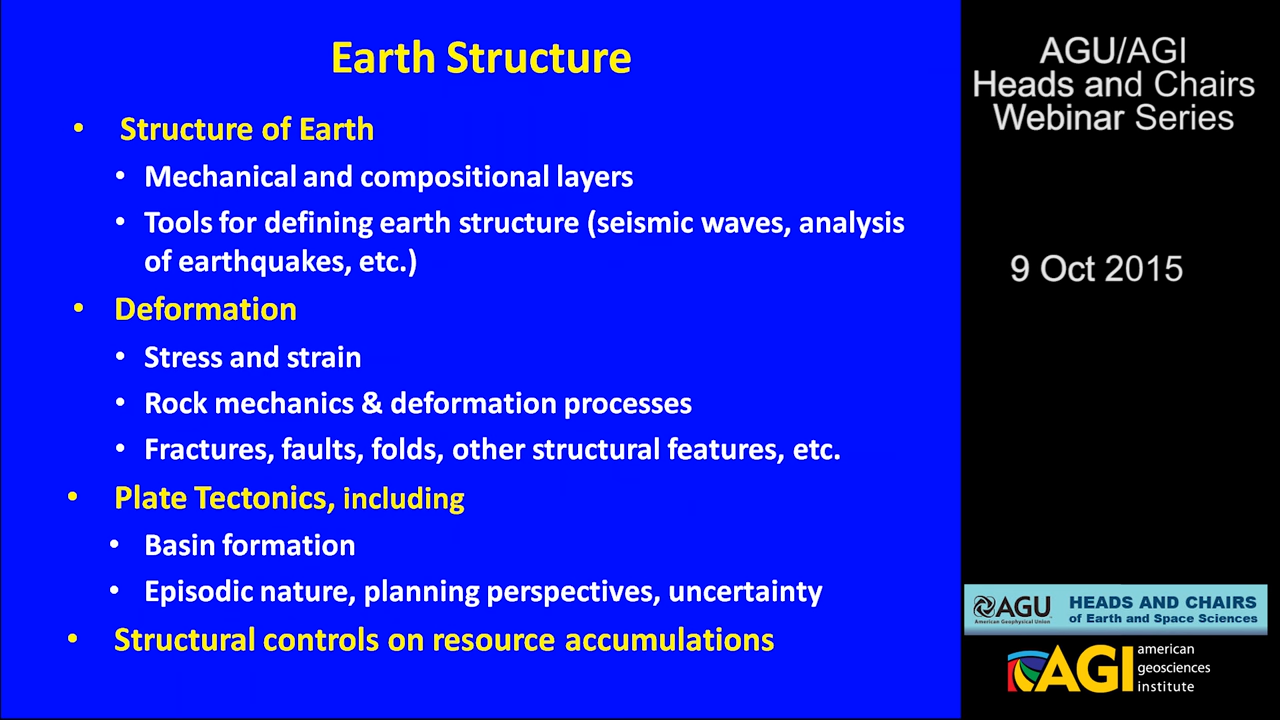 Earth Structure
• Structure of Earth
• Mechanical and compositional layers
• Tools for defining earth structure (seismic waves, analysis
of earthquakes, etc.)
• Deformation
• Stress and strain
• Rock mechanics & deformation processes
• Fractures, faults, folds, other structural features, etc.
• Plate Tectonics, including
• Basin formation
• Episodic nature, planning perspectives, uncertainty
• Structural controls on resource accumulations
AGU/AGI
Heads and Chairs
Webinar Series
9 Oct 2015
AGU
American Geophysical Union
HEADS AND CHAIRS
of Earth and Space Sciences
AGI
american
geosciences
institute